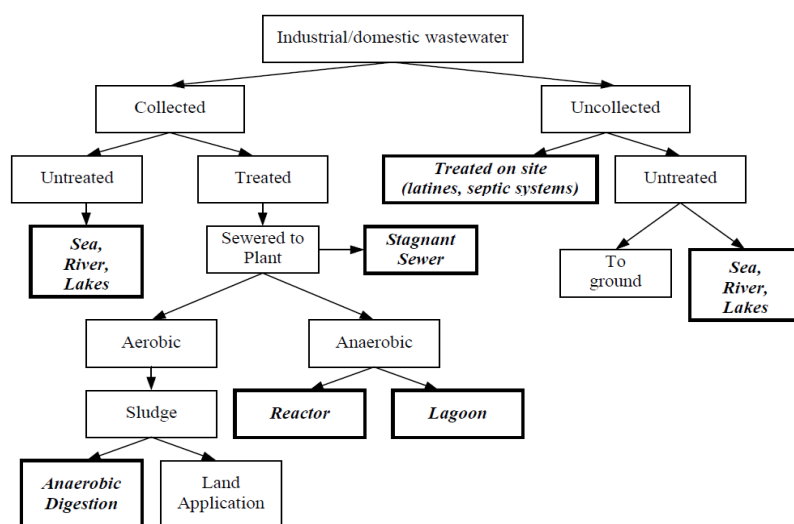 Industrial/domestic wastewater
Collected
Uncollected
Untreated
Treated
Treated on site
(latines, septic systems)
Untreated
Sea,
River,
Lakes
Sewered to
Plant
Stagnant
Sewer
To
ground
Sea,
River,
Lakes
Aerobic
Anaerobic
Sludge
Reactor
Lagoon
Anaerobic
Digestion
Land
Application